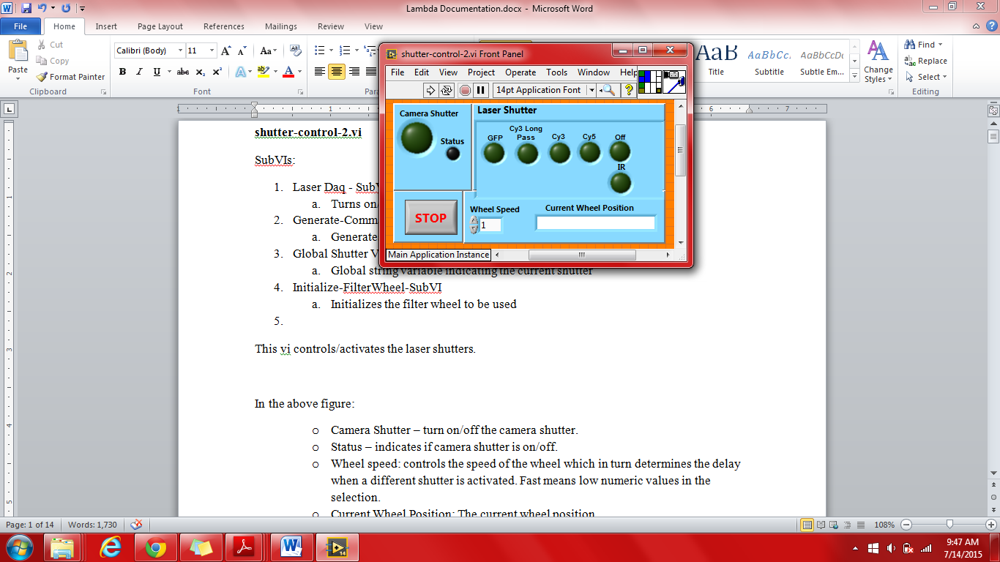 Lambda Documentation.docx - Microsoft Word
File Home Insert Page Layout References Mailings Review View
Paste
Cut
Copy
Format Painter
Clipboard
Calibri (Body) 11
Font
AaB
AaBbCc
AaBbCcDc
Title Subtitle Subtle Em...
Change
Styles
Find
Replace
Select
Editing
shutter-control-2.vi Front Panel
File Edit View Project Operate Tools Window Help
14pt Application Font
Camera Shutter
Status
Laser Shutter
GFP
Cy3 Long
Pass
Cy3
Cy5
Off
IR
STOP
Wheel Speed
1
Current Wheel Position
Main Application Instance
shutter-control-2.vi
SubVIs:
1. Laser Daq - SubV
a. Turns on/
2. Generate-Comm
a. Generate
3. Global Shutter V
a. Global string variable indicating the current shutter
4. Initialize-FilterWheel-SubVI
a. Initializes the filter wheel to be used
5.
This vi controls/activates the laser shutters.
In the above figure:
o Camera Shutter – turn on/off the camera shutter.
o Status – indicates if camera shutter is on/off.
o Wheel speed: controls the speed of the wheel which in turn determines the delay
when a different shutter is activated. Fast means low numeric values in the
selection.
o Current Wheel Position: The current wheel position
Page: 1 of 14 Words: 1,730 108%
9:47 AM
7/14/2015